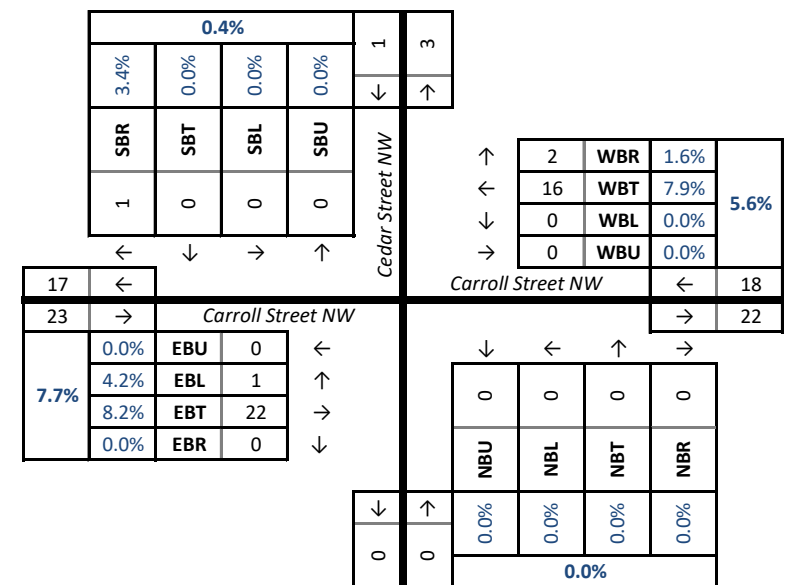 0.4%
1 3
3.4% 0.0% 0.0% 0.0%
↓ ↑
SBR SBT SBL SBU
1 0 0 0
Cedar Street NW
← ↓ → ↑
↑ 2 WBR 1.6%
← 16 WBT 7.9%
5.6%
↓ 0 WBL 0.0%
→ 0 WBU 0.0%
17 ← Carroll Street NW ← 18
23 → Carroll Street NW → 22
0.0% EBU 0 ←
4.2% EBL 1 ↑
7.7%
8.2% EBT 22 →
0.0% EBR 0 ↓
↓ ← ↑ →
0 0 0 0
NBU NBL NBT NBR
↓ ↑
0.0% 0.0% 0.0% 0.0%
0 0
0.0%